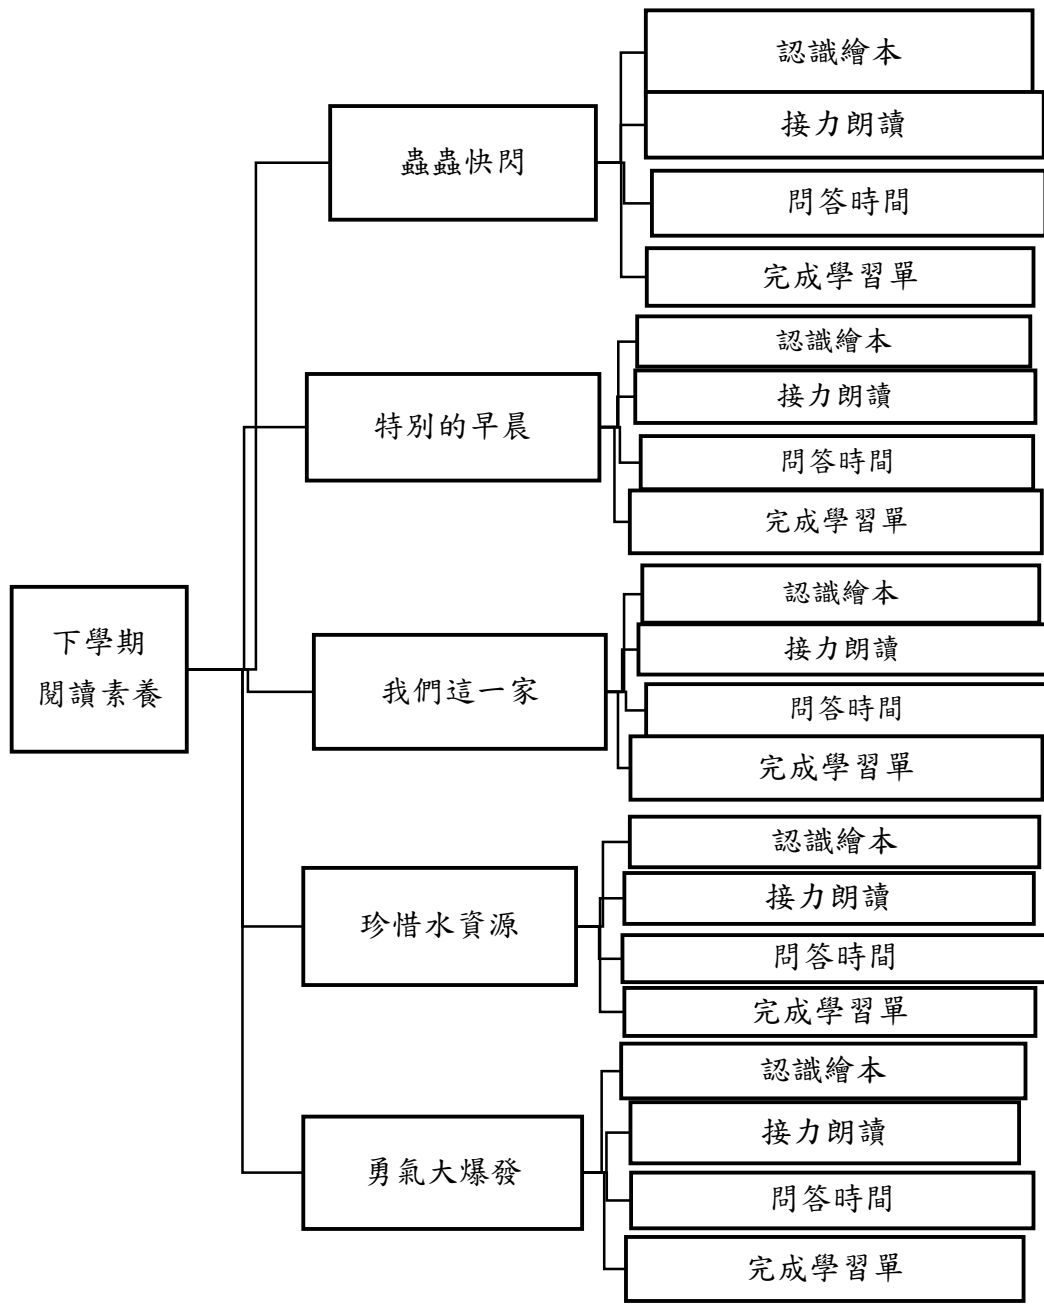 下學期
閱讀素養
蟲蟲快閃
認識繪本
接力朗讀
問答時間
完成學習單
特別的早晨
認識繪本
接力朗讀
問答時間
完成學習單
我們這一家
認識繪本
接力朗讀
問答時間
完成學習單
珍惜水資源
認識繪本
接力朗讀
問答時間
完成學習單
勇氣大爆發
認識繪本
接力朗讀
問答時間
完成學習單